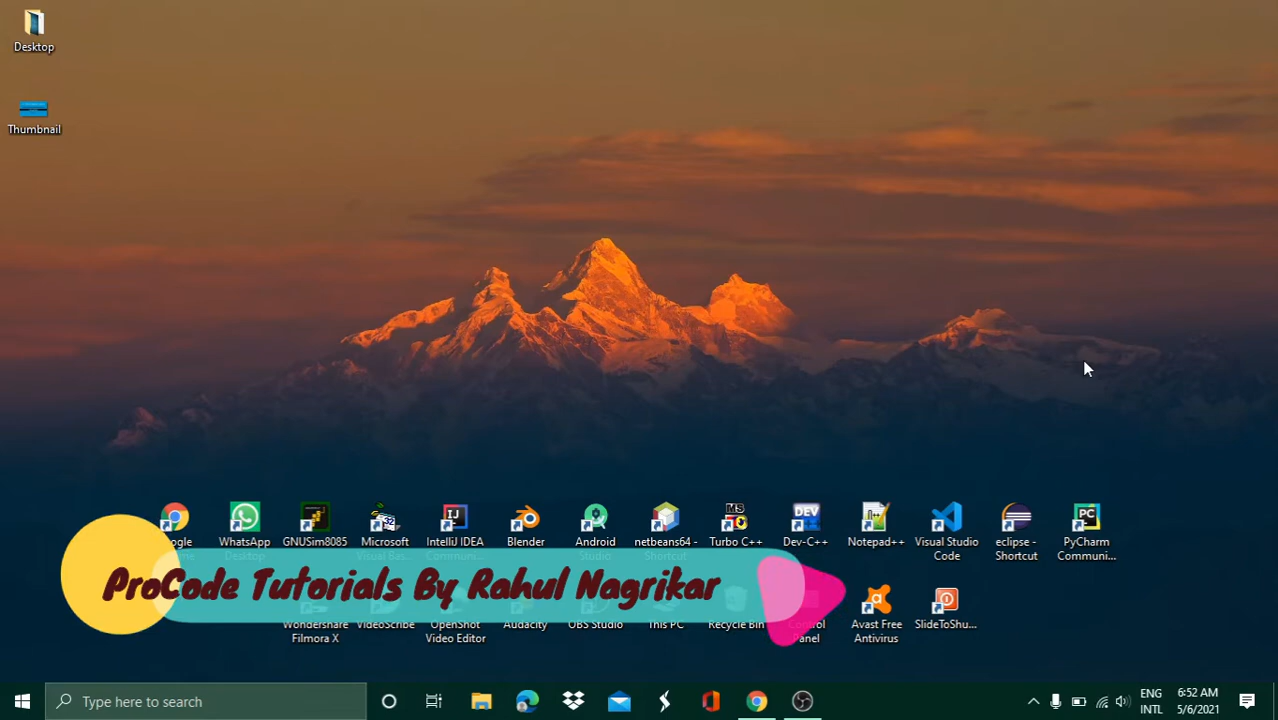 Desktop
Thumbnail
WhatsApp
GNUSim8085
Microsoft
IntelliJ IDEA
Blender
Android
netbeans64 -
Turbo C++
Dev-C++
Notepad++
Visual Studio
Code
eclipse -
Shortcut
PyCharm
Communi...
ProCode Tutorials By Rahul Nagrikar
Wondershare
Filmora X
VideoScribe
OpenShot
Video Editor
Audacity
OBS Studio
This PC
Recycle Bin
Control
Panel
Avast Free
Antivirus
SlideToShu...
Type here to search
ENG
INTL
6:52 AM
5/6/2021